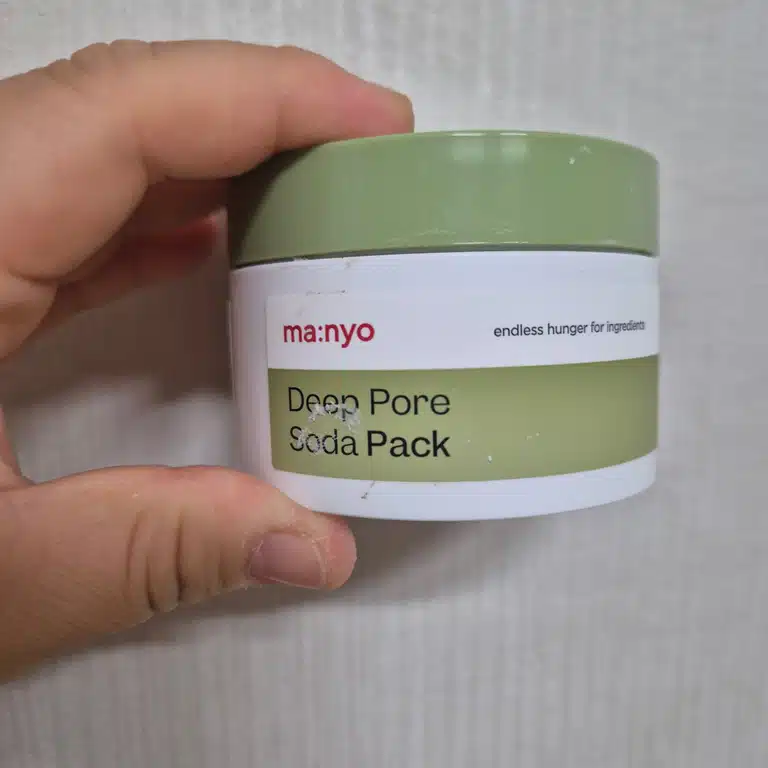 ma:nyo
endless hunger for ingredients
Deep Pore
Soda Pack